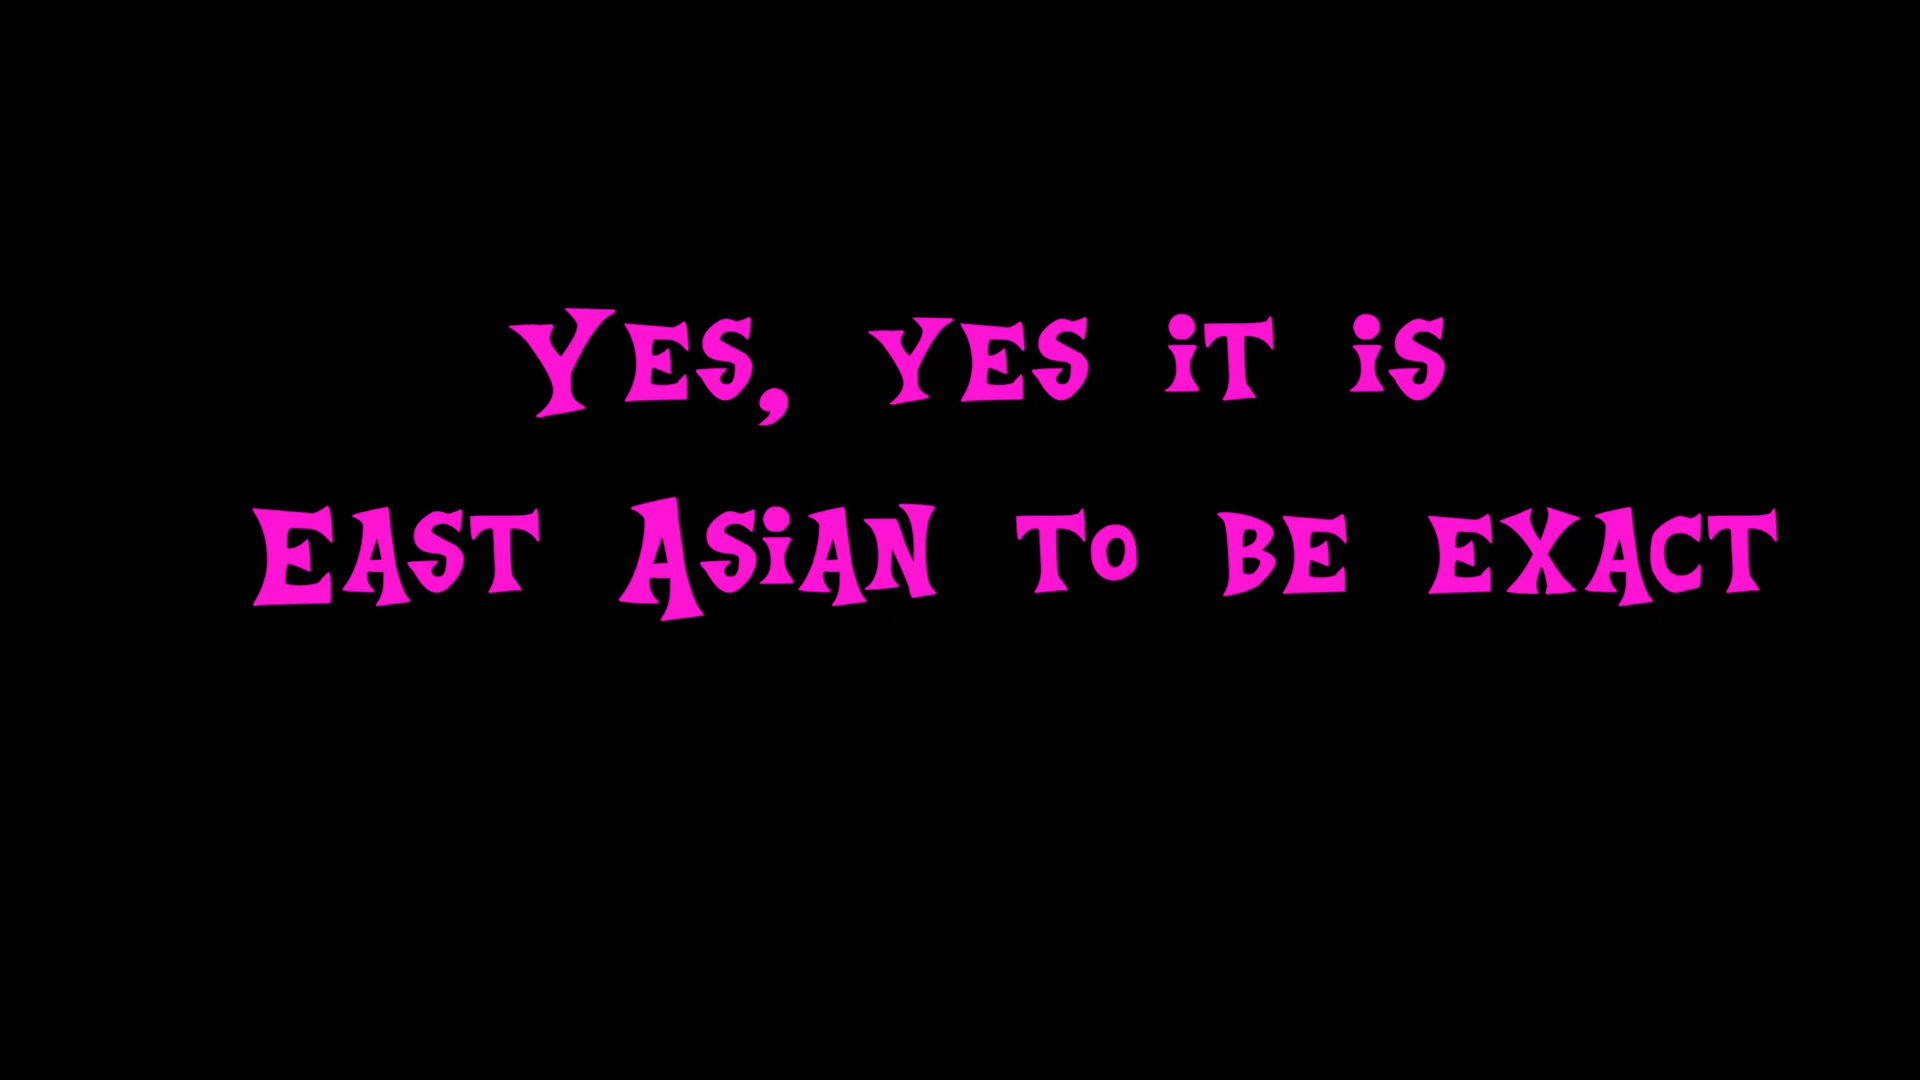 Yes, yes it is
East Asian to be exact